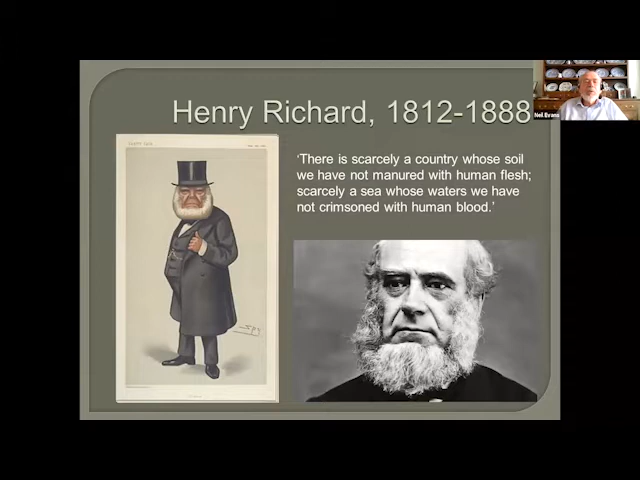 Henry Richard, 1812-1888
Neil Evans
‘There is scarcely a country whose soil
we have not manured with human flesh;
scarcely a sea whose waters we have
not crimsoned with human blood.’
Spy